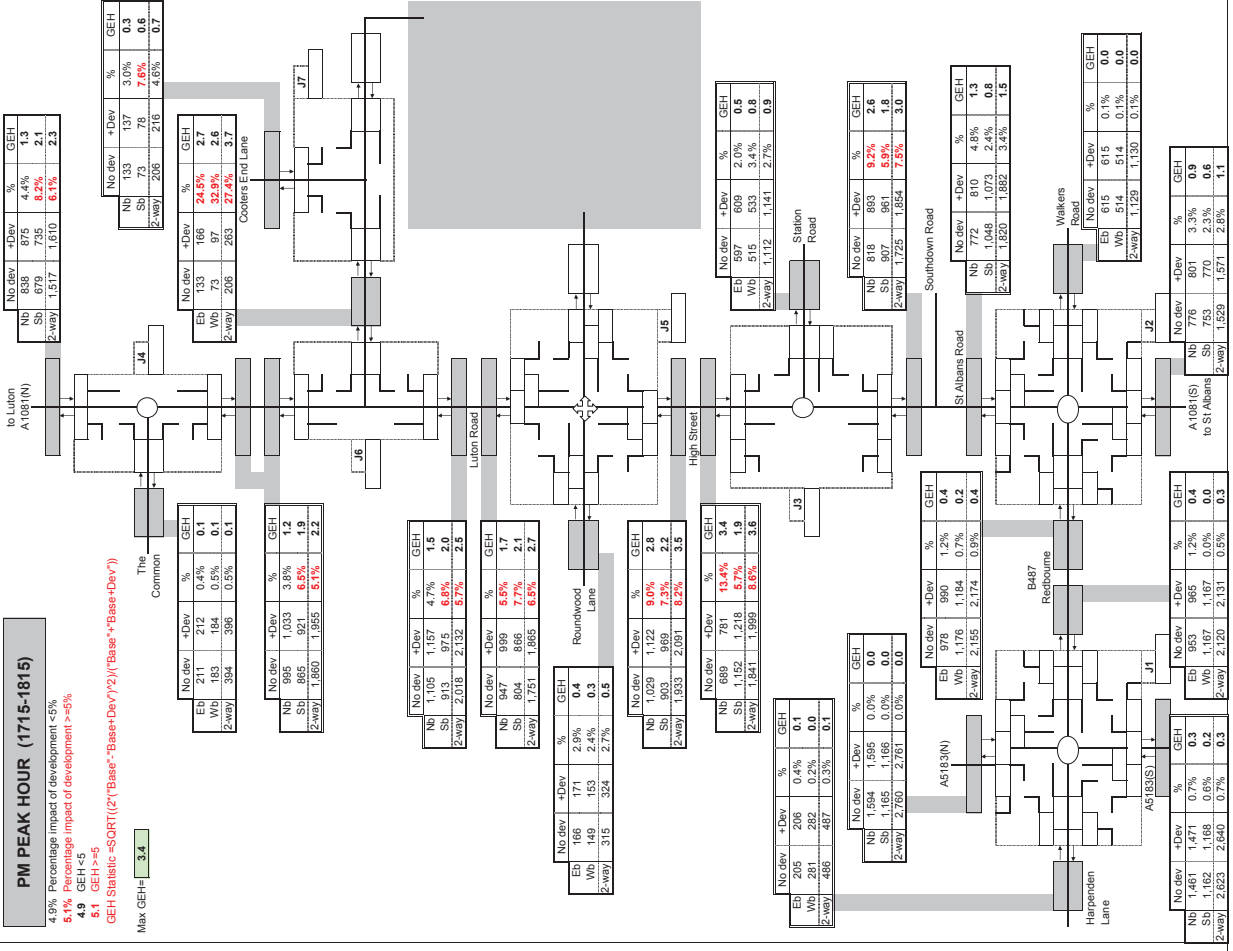 PM PEAK HOUR (1715-1815)
4.9% Percentage impact of development <5%
5.1% Percentage impact of development >=5%
4.9 GEH <5
5.1 GEH >=5
GEH Statistic =SQRT((2*("Base"-"Base+Dev")^2)/("Base"+"Base+Dev"))
Max GEH= 3.4
to Luton
A1081(N)
No dev +Dev % GEH
Nb 838 875 4.4% 1.3
Sb 679 735 8.2% 2.1
2-way 1,517 1,610 6.1% 2.3
No dev +Dev % GEH
Nb 133 137 3.0% 0.3
Sb 73 78 7.6% 0.6
2-way 206 216 4.6% 0.7
No dev +Dev % GEH
Eb 133 166 24.5% 2.7
Wb 73 97 32.9% 2.6
2-way 206 263 27.4% 3.7
Cooters End Lane
J7
J4
The
Common
No dev +Dev % GEH
Eb 211 212 0.4% 0.1
Wb 183 184 0.5% 0.1
2-way 394 396 0.5% 0.1
No dev +Dev % GEH
Nb 995 1,033 3.8% 1.2
Sb 865 921 6.5% 1.9
2-way 1,860 1,955 5.1% 2.2
J6
No dev +Dev % GEH
Nb 1,105 1,157 4.7% 1.5
Sb 913 975 6.8% 2.0
2-way 2,018 2,132 5.7% 2.5
Luton Road
No dev +Dev % GEH
Nb 947 999 5.5% 1.7
Sb 804 866 7.7% 2.1
2-way 1,751 1,865 6.5% 2.7
J5
Roundwood
Lane
No dev +Dev % GEH
Eb 166 171 2.9% 0.4
Wb 149 153 2.4% 0.3
2-way 315 324 2.7% 0.5
No dev +Dev % GEH
Nb 1,029 1,122 9.0% 2.8
Sb 903 969 7.3% 2.2
2-way 1,933 2,091 8.2% 3.5
High Street
No dev +Dev % GEH
Nb 689 781 13.4% 3.4
Sb 1,152 1,218 5.7% 1.9
2-way 1,841 1,999 8.6% 3.6
No dev +Dev % GEH
Eb 597 609 2.0% 0.5
Wb 515 533 3.4% 0.8
2-way 1,112 1,141 2.7% 0.9
Station
Road
J3
No dev +Dev % GEH
Nb 818 893 9.2% 2.6
Sb 907 961 5.9% 1.8
2-way 1,725 1,854 7.5% 3.0
Southdown Road
St Albans Road
No dev +Dev % GEH
Nb 772 810 4.8% 1.3
Sb 1,048 1,073 2.4% 0.8
2-way 1,820 1,882 3.4% 1.5
Walkers
Road
No dev +Dev % GEH
Eb 615 615 0.1% 0.0
Wb 514 514 0.1% 0.0
2-way 1,129 1,130 0.1% 0.0
J2
A1081(S)
to St Albans
No dev +Dev % GEH
Nb 776 801 3.3% 0.9
Sb 753 770 2.3% 0.6
2-way 1,529 1,571 2.8% 1.1
No dev +Dev % GEH
Eb 978 990 1.2% 0.4
Wb 1,176 1,184 0.7% 0.2
2-way 2,155 2,174 0.9% 0.4
B487
Redbourne
No dev +Dev % GEH
Eb 953 965 1.2% 0.4
Wb 1,167 1,167 0.0% 0.0
2-way 2,120 2,131 0.5% 0.3
J1
No dev +Dev % GEH
Nb 1,594 1,595 0.0% 0.0
Sb 1,165 1,166 0.0% 0.0
2-way 2,760 2,761 0.0% 0.0
A5183(N)
No dev +Dev % GEH
Eb 205 206 0.4% 0.1
Wb 281 282 0.2% 0.0
2-way 486 487 0.3% 0.1
Harpenden
Lane
A5183(S)
No dev +Dev % GEH
Nb 1,461 1,471 0.7% 0.3
Sb 1,162 1,168 0.6% 0.2
2-way 2,623 2,640 0.7% 0.3